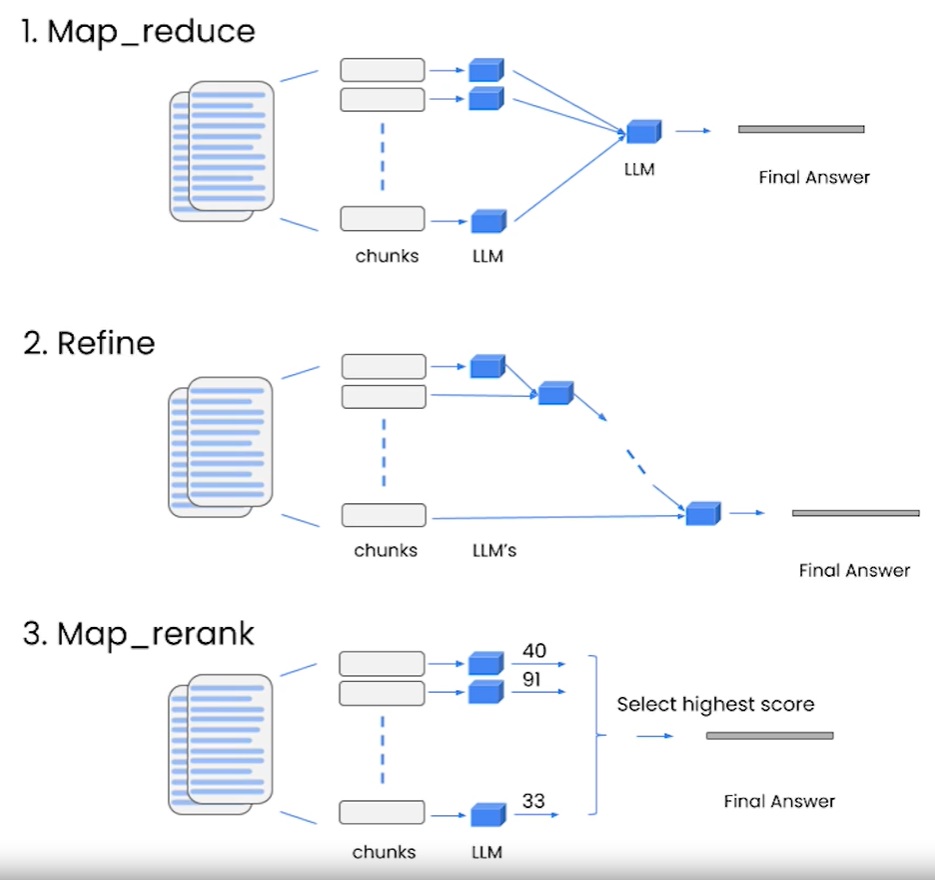 1. Map_reduce
LLM
Final Answer
chunks
LLM
2. Refine
chunks
LLM's
Final Answer
3. Map_rerank
40
91
Select highest score
33
Final Answer
chunks
LLM